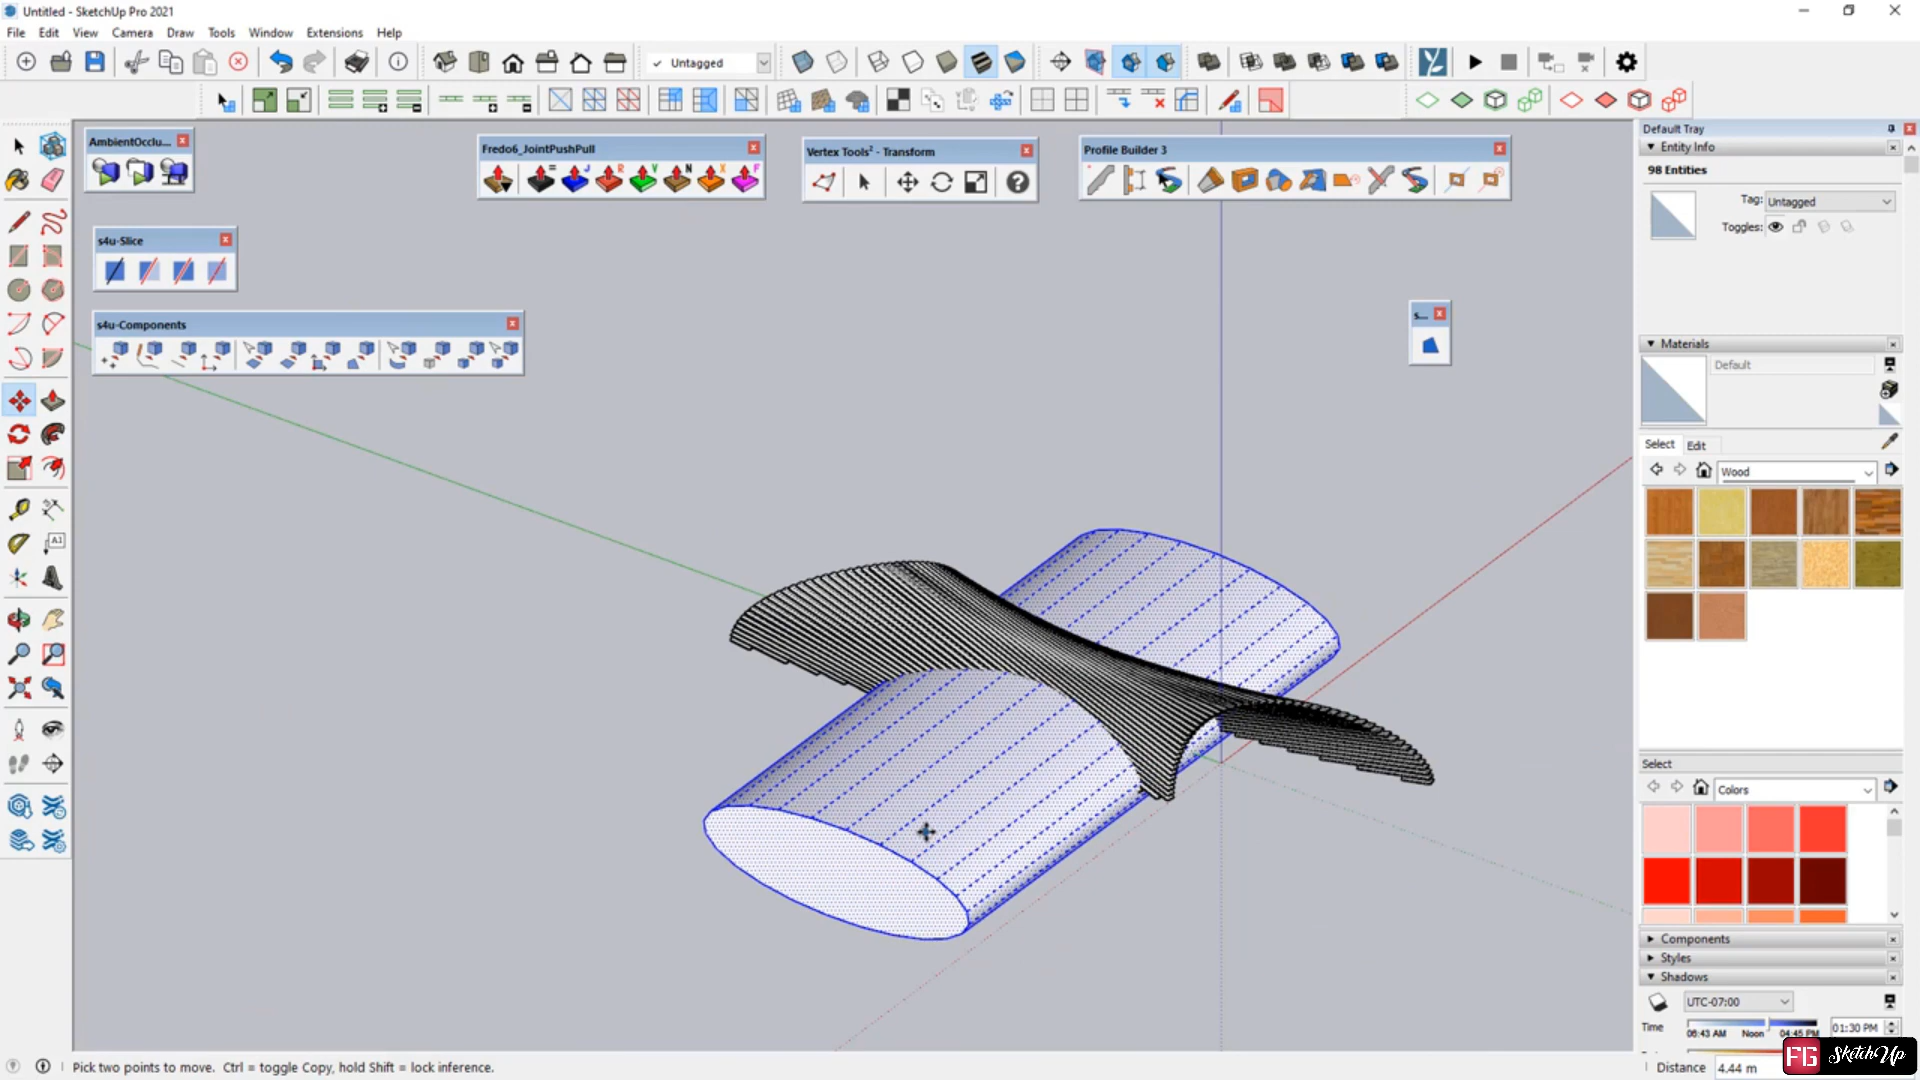 Untitled - SketchUp Pro 2021
File Edit View Camera Draw Tools Window Extensions Help
✓ Untagged
AmbientOcclu...
Fredo6_JointPushPull
Vertex Tools² - Transform
Profile Builder 3
J R V N X F
s4u-Slice
s4u-Components
s...
A1
Default Tray
Entity Info
98 Entities
Tag: Untagged
Toggles:
Materials
Default
Select Edit
Wood
Select
Colors
Components
Styles
Shadows
UTC-07:00
Time 06:43 AM Noon 04:45 PM 01:30 PM
FG SketchUp
Pick two points to move. Ctrl = toggle Copy, hold Shift = lock inference.
Distance 4.44 m